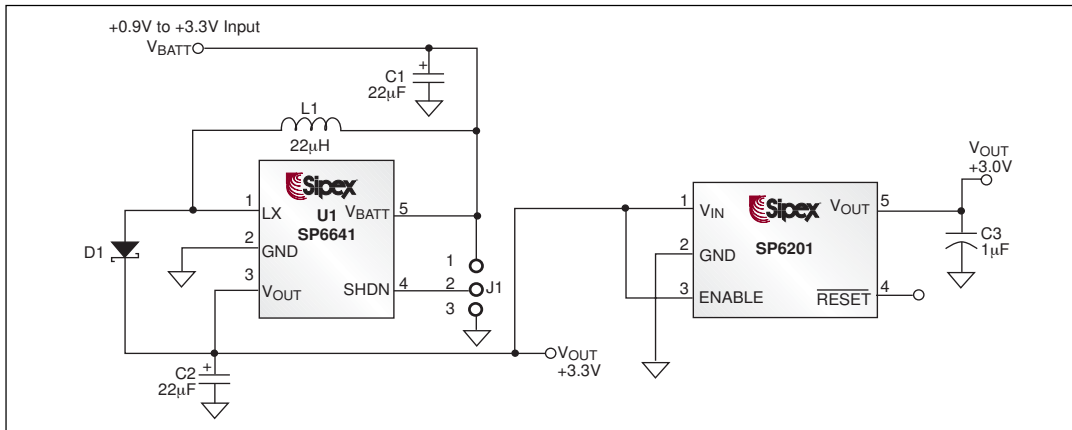 +0.9V to +3.3V Input
VBATT
C1
22µF
L1
22µH
Sipex
U1
SP6641
1 LX
VBATT 5
2 GND
3 VOUT
SHDN 4
D1
1
2 J1
3
C2
22µF
VOUT
+3.3V
Sipex
SP6201
1 VIN
VOUT 5
2 GND
3 ENABLE
RESET 4
VOUT
+3.0V
C3
1µF
+
+